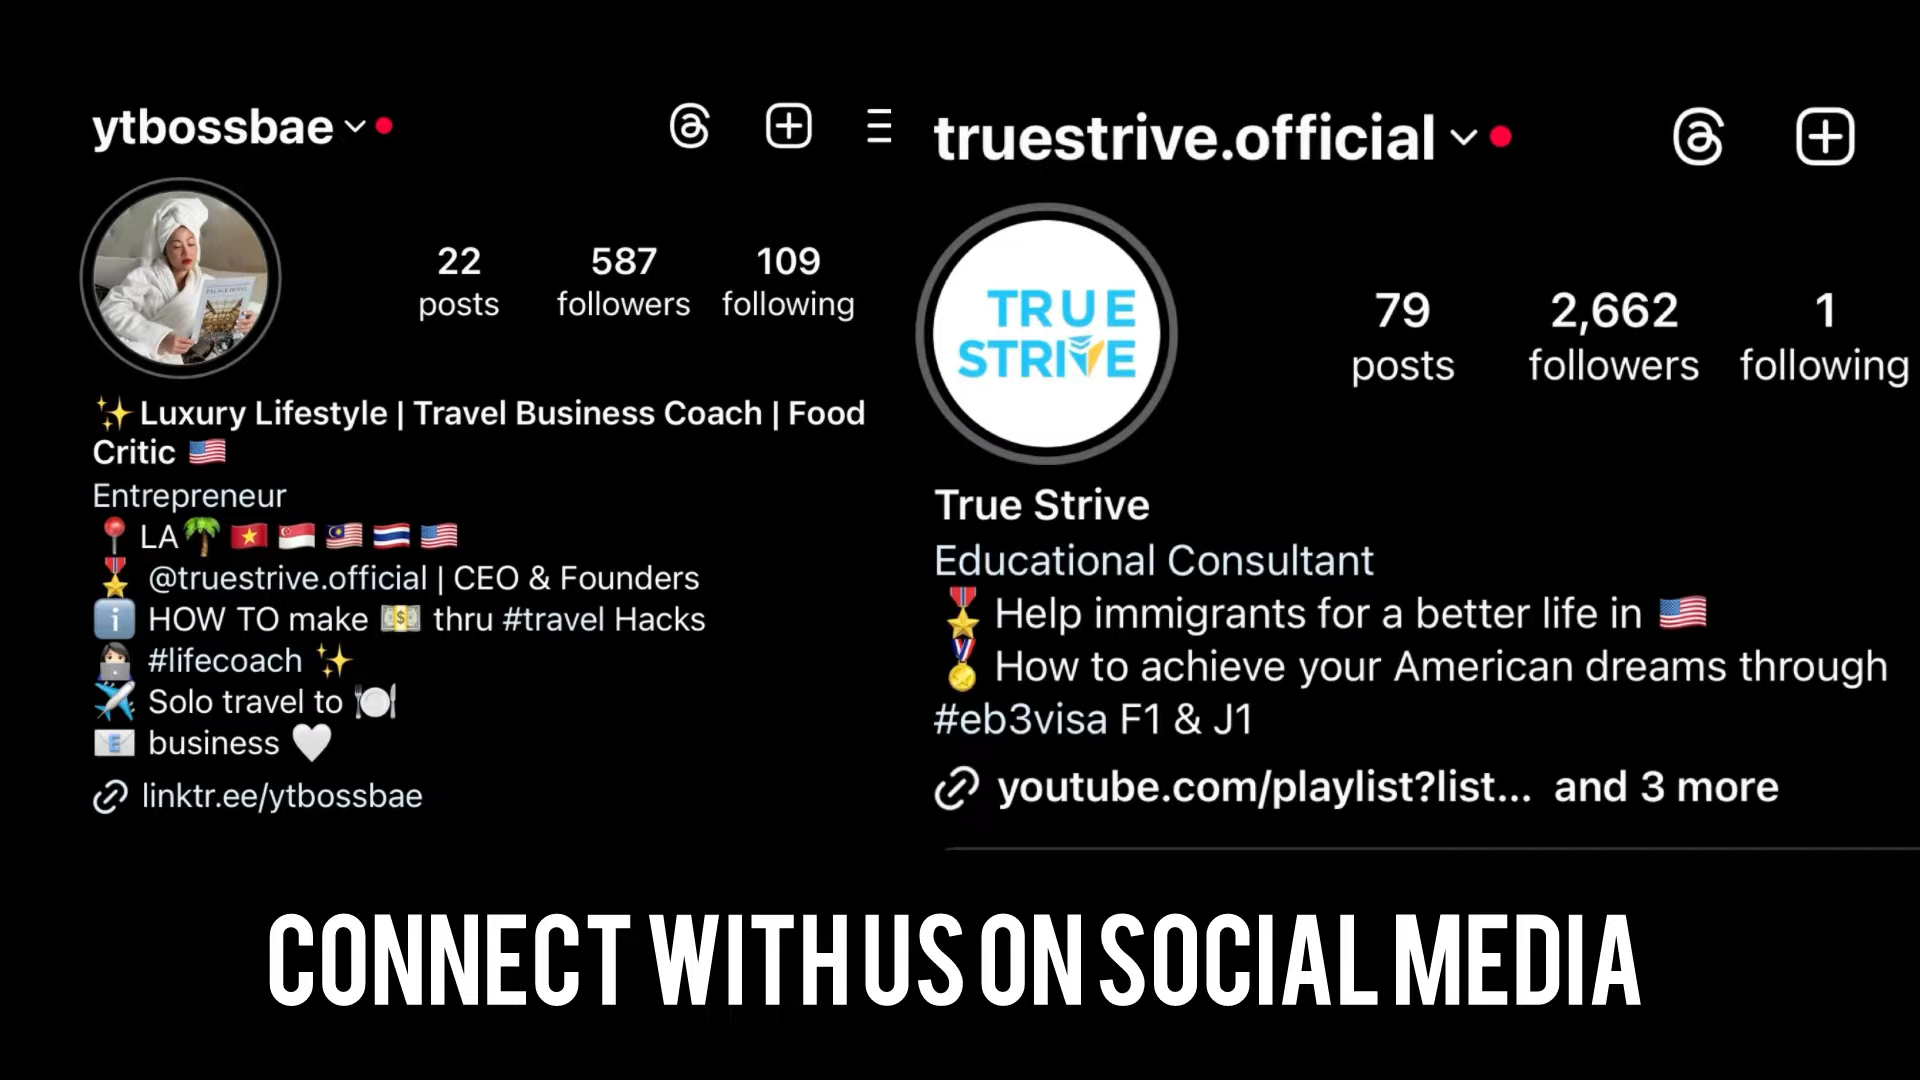 ytbossbae
22
posts
587
followers
109
following
✨ Luxury Lifestyle | Travel Business Coach | Food
Critic 🇺🇸
Entrepreneur
📍 LA🌴 🇻🇳 🇸🇬 🇲🇾 🇹🇭 🇺🇸
🎖 @truestrive.official | CEO & Founders
ℹ️ HOW TO make 💵 thru #travel Hacks
👩🏻‍💻 #lifecoach ✨
✈️ Solo travel to 🍽
📧 business 🤍
linktr.ee/ytbossbae
truestrive.official
TRUE
STRIVE
79
posts
2,662
followers
1
following
True Strive
Educational Consultant
🎖 Help immigrants for a better life in 🇺🇸
🏅 How to achieve your American dreams through
#eb3visa F1 & J1
youtube.com/playlist?list... and 3 more
CONNECT WITH US ON SOCIAL MEDIA